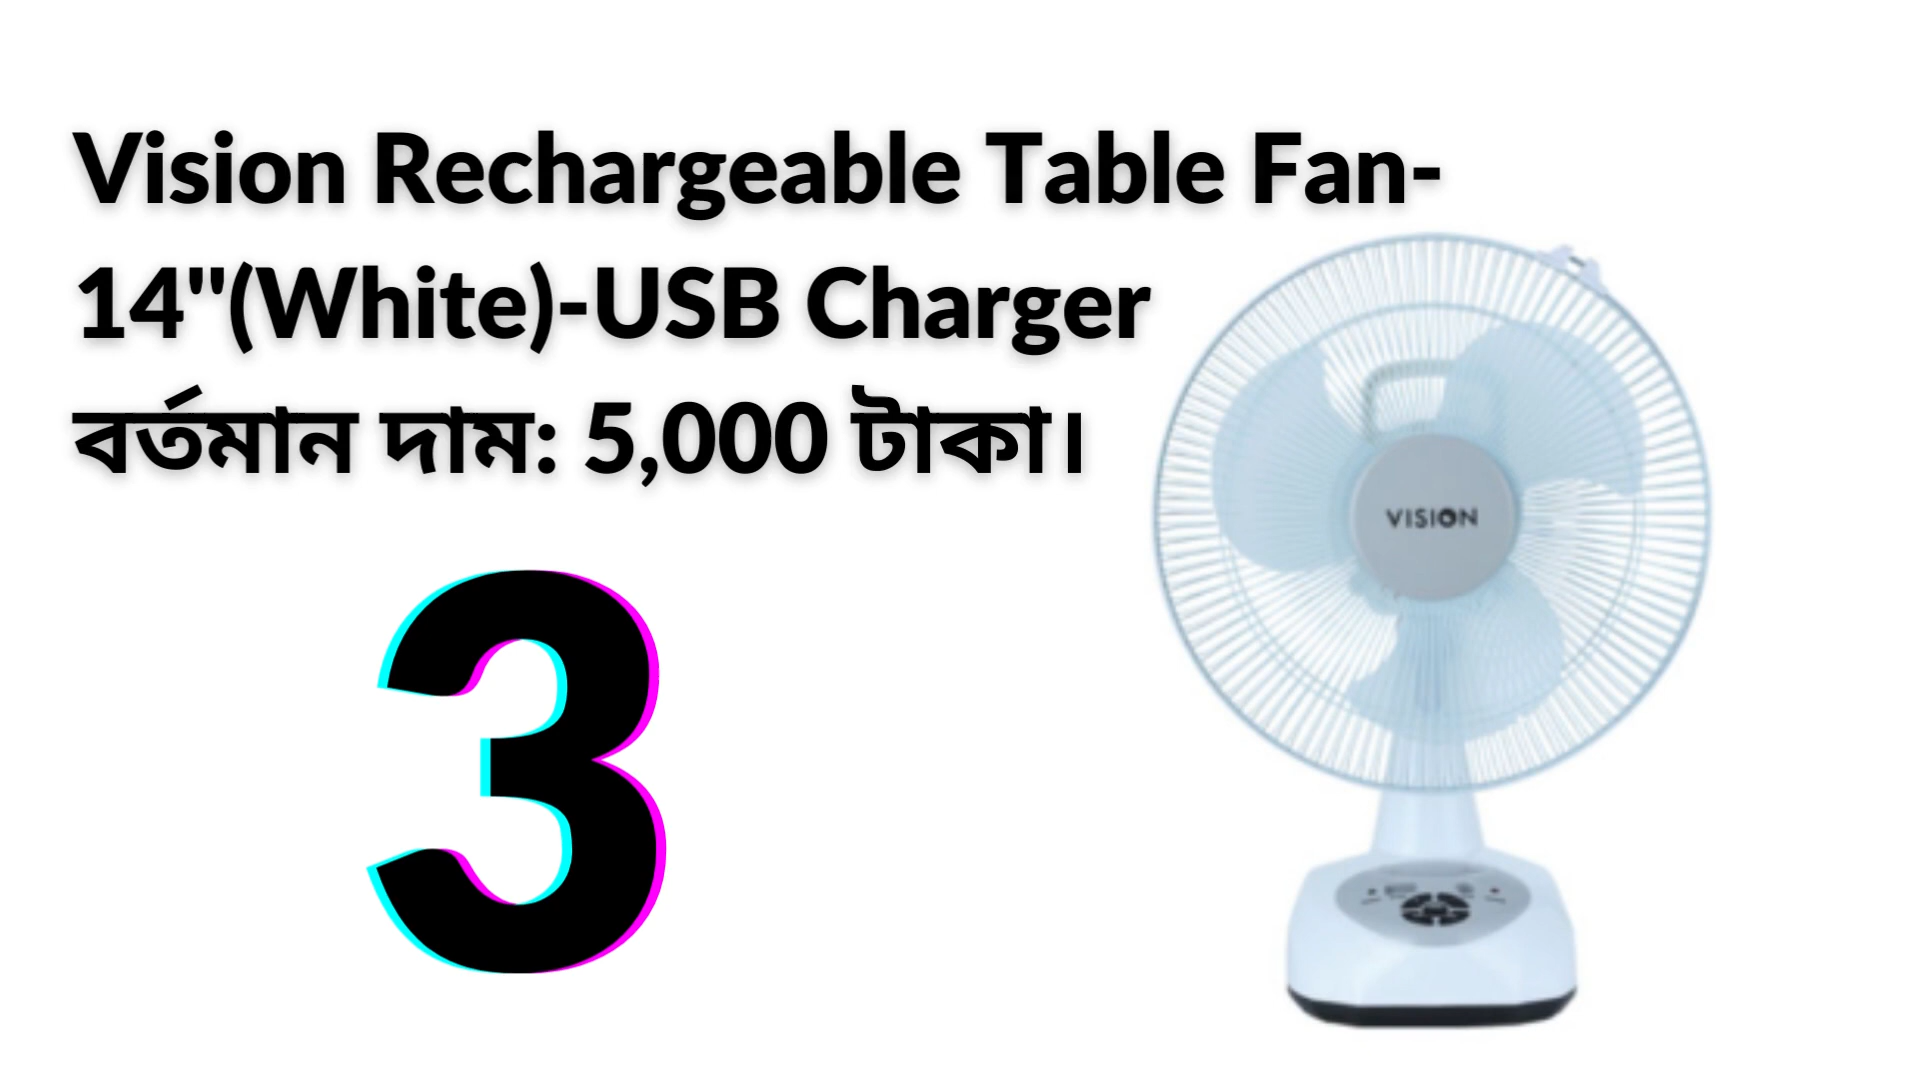 Vision Rechargeable Table Fan-
14"(White)-USB Charger
বর্তমান দাম: 5,000 টাকা।
3
VISION